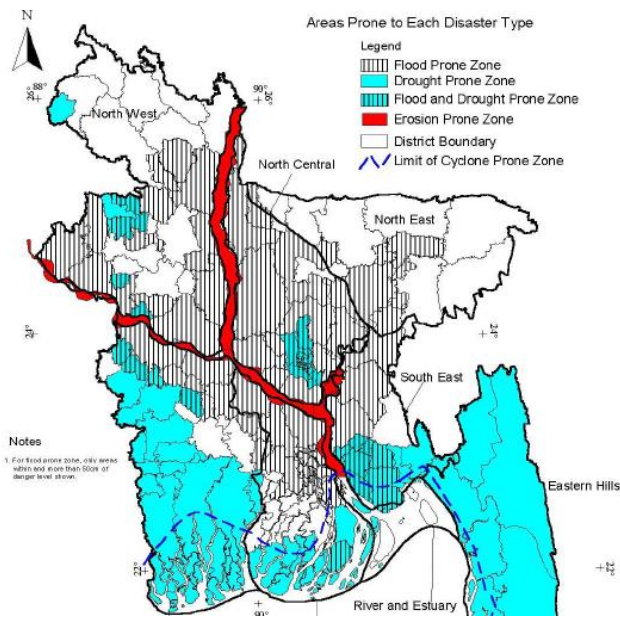 N
Areas Prone to Each Disaster Type
Legend
Flood Prone Zone
Drought Prone Zone
Flood and Drought Prone Zone
Erosion Prone Zone
District Boundary
Limit of Cyclone Prone Zone
26° 88°
90°
26°
North West
North Central
North East
24°
24°
South East
Notes
1. For flood prone zone, only areas
within and more than 50cm of
danger level shown.
Eastern Hills
22°
22°
90°
River and Estuary